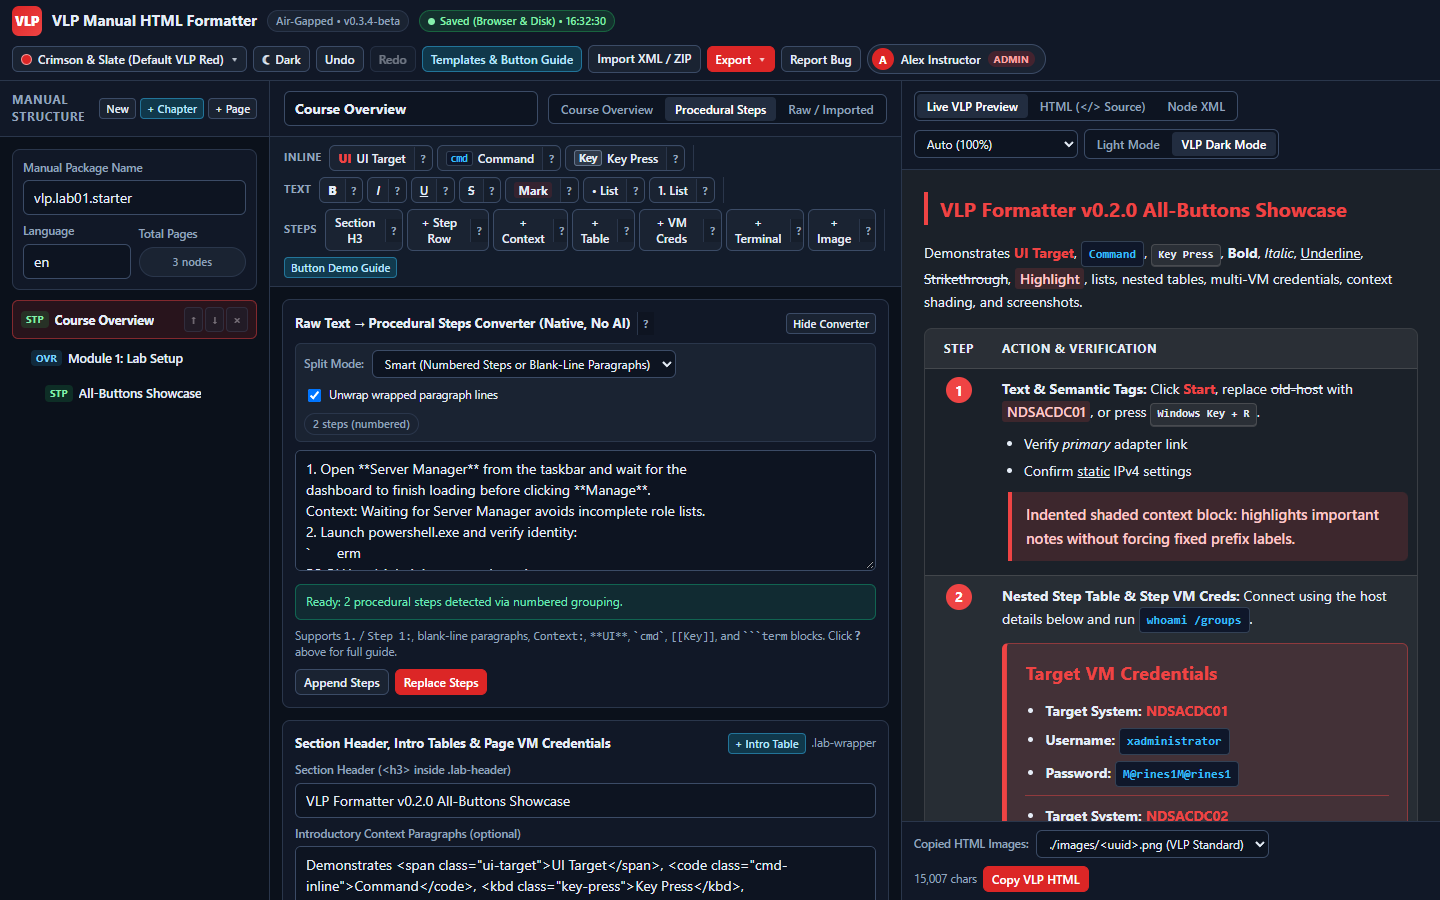 VLP VLP Manual HTML Formatter Air-Gapped • v0.3.4-beta ● Saved (Browser & Disk) • 16:32:30
Crimson & Slate (Default VLP Red) ▾ ☾ Dark Undo Redo Templates & Button Guide Import XML / ZIP Export ▾ Report Bug A Alex Instructor ADMIN
MANUAL STRUCTURE New + Chapter + Page
Manual Package Name
vlp.lab01.starter
Language Total Pages
en 3 nodes
STP Course Overview ↑ ↓ ×
OVR Module 1: Lab Setup
STP All-Buttons Showcase
Course Overview Course Overview Procedural Steps Raw / Imported
INLINE UI UI Target ? cmd Command ? Key Key Press ?
TEXT B ? I ? U ? S ? Mark ? • List ? 1. List ?
STEPS Section H3 ? + Step Row ? + Context ? + Table ? + VM Creds ? + Terminal ? + Image ?
Button Demo Guide
Raw Text → Procedural Steps Converter (Native, No AI) ? Hide Converter
Split Mode: Smart (Numbered Steps or Blank-Line Paragraphs)
Unwrap wrapped paragraph lines
2 steps (numbered)
1. Open **Server Manager** from the taskbar and wait for the
dashboard to finish loading before clicking **Manage**.
Context: Waiting for Server Manager avoids incomplete role lists.
2. Launch powershell.exe and verify identity:
` erm
Ready: 2 procedural steps detected via numbered grouping.
Supports 1. / Step 1:, blank-line paragraphs, Context:, **UI**, `cmd`, [[Key]], and ```term blocks. Click ?
above for full guide.
Append Steps Replace Steps
Section Header, Intro Tables & Page VM Credentials + Intro Table .lab-wrapper
Section Header (<h3> inside .lab-header)
VLP Formatter v0.2.0 All-Buttons Showcase
Introductory Context Paragraphs (optional)
Demonstrates <span class="ui-target">UI Target</span>, <code class="cmd-
inline">Command</code>, <kbd class="key-press">Key Press</kbd>,
Live VLP Preview HTML (</> Source) Node XML
Auto (100%) Light Mode VLP Dark Mode
VLP Formatter v0.2.0 All-Buttons Showcase
Demonstrates UI Target, Command, Key Press, Bold, Italic, Underline,
Strikethrough, Highlight, lists, nested tables, multi-VM credentials, context
shading, and screenshots.
STEP ACTION & VERIFICATION
1 Text & Semantic Tags: Click Start, replace old-host with
NDSACDC01, or press Windows Key + R.
• Verify primary adapter link
• Confirm static IPv4 settings
Indented shaded context block: highlights important
notes without forcing fixed prefix labels.
2 Nested Step Table & Step VM Creds: Connect using the host
details below and run whoami /groups.
Target VM Credentials
• Target System: NDSACDC01
• Username: xadministrator
• Password: M@rines1M@rines1
• Target System: NDSACDC02
Copied HTML Images: ./images/<uuid>.png (VLP Standard)
15,007 chars Copy VLP HTML